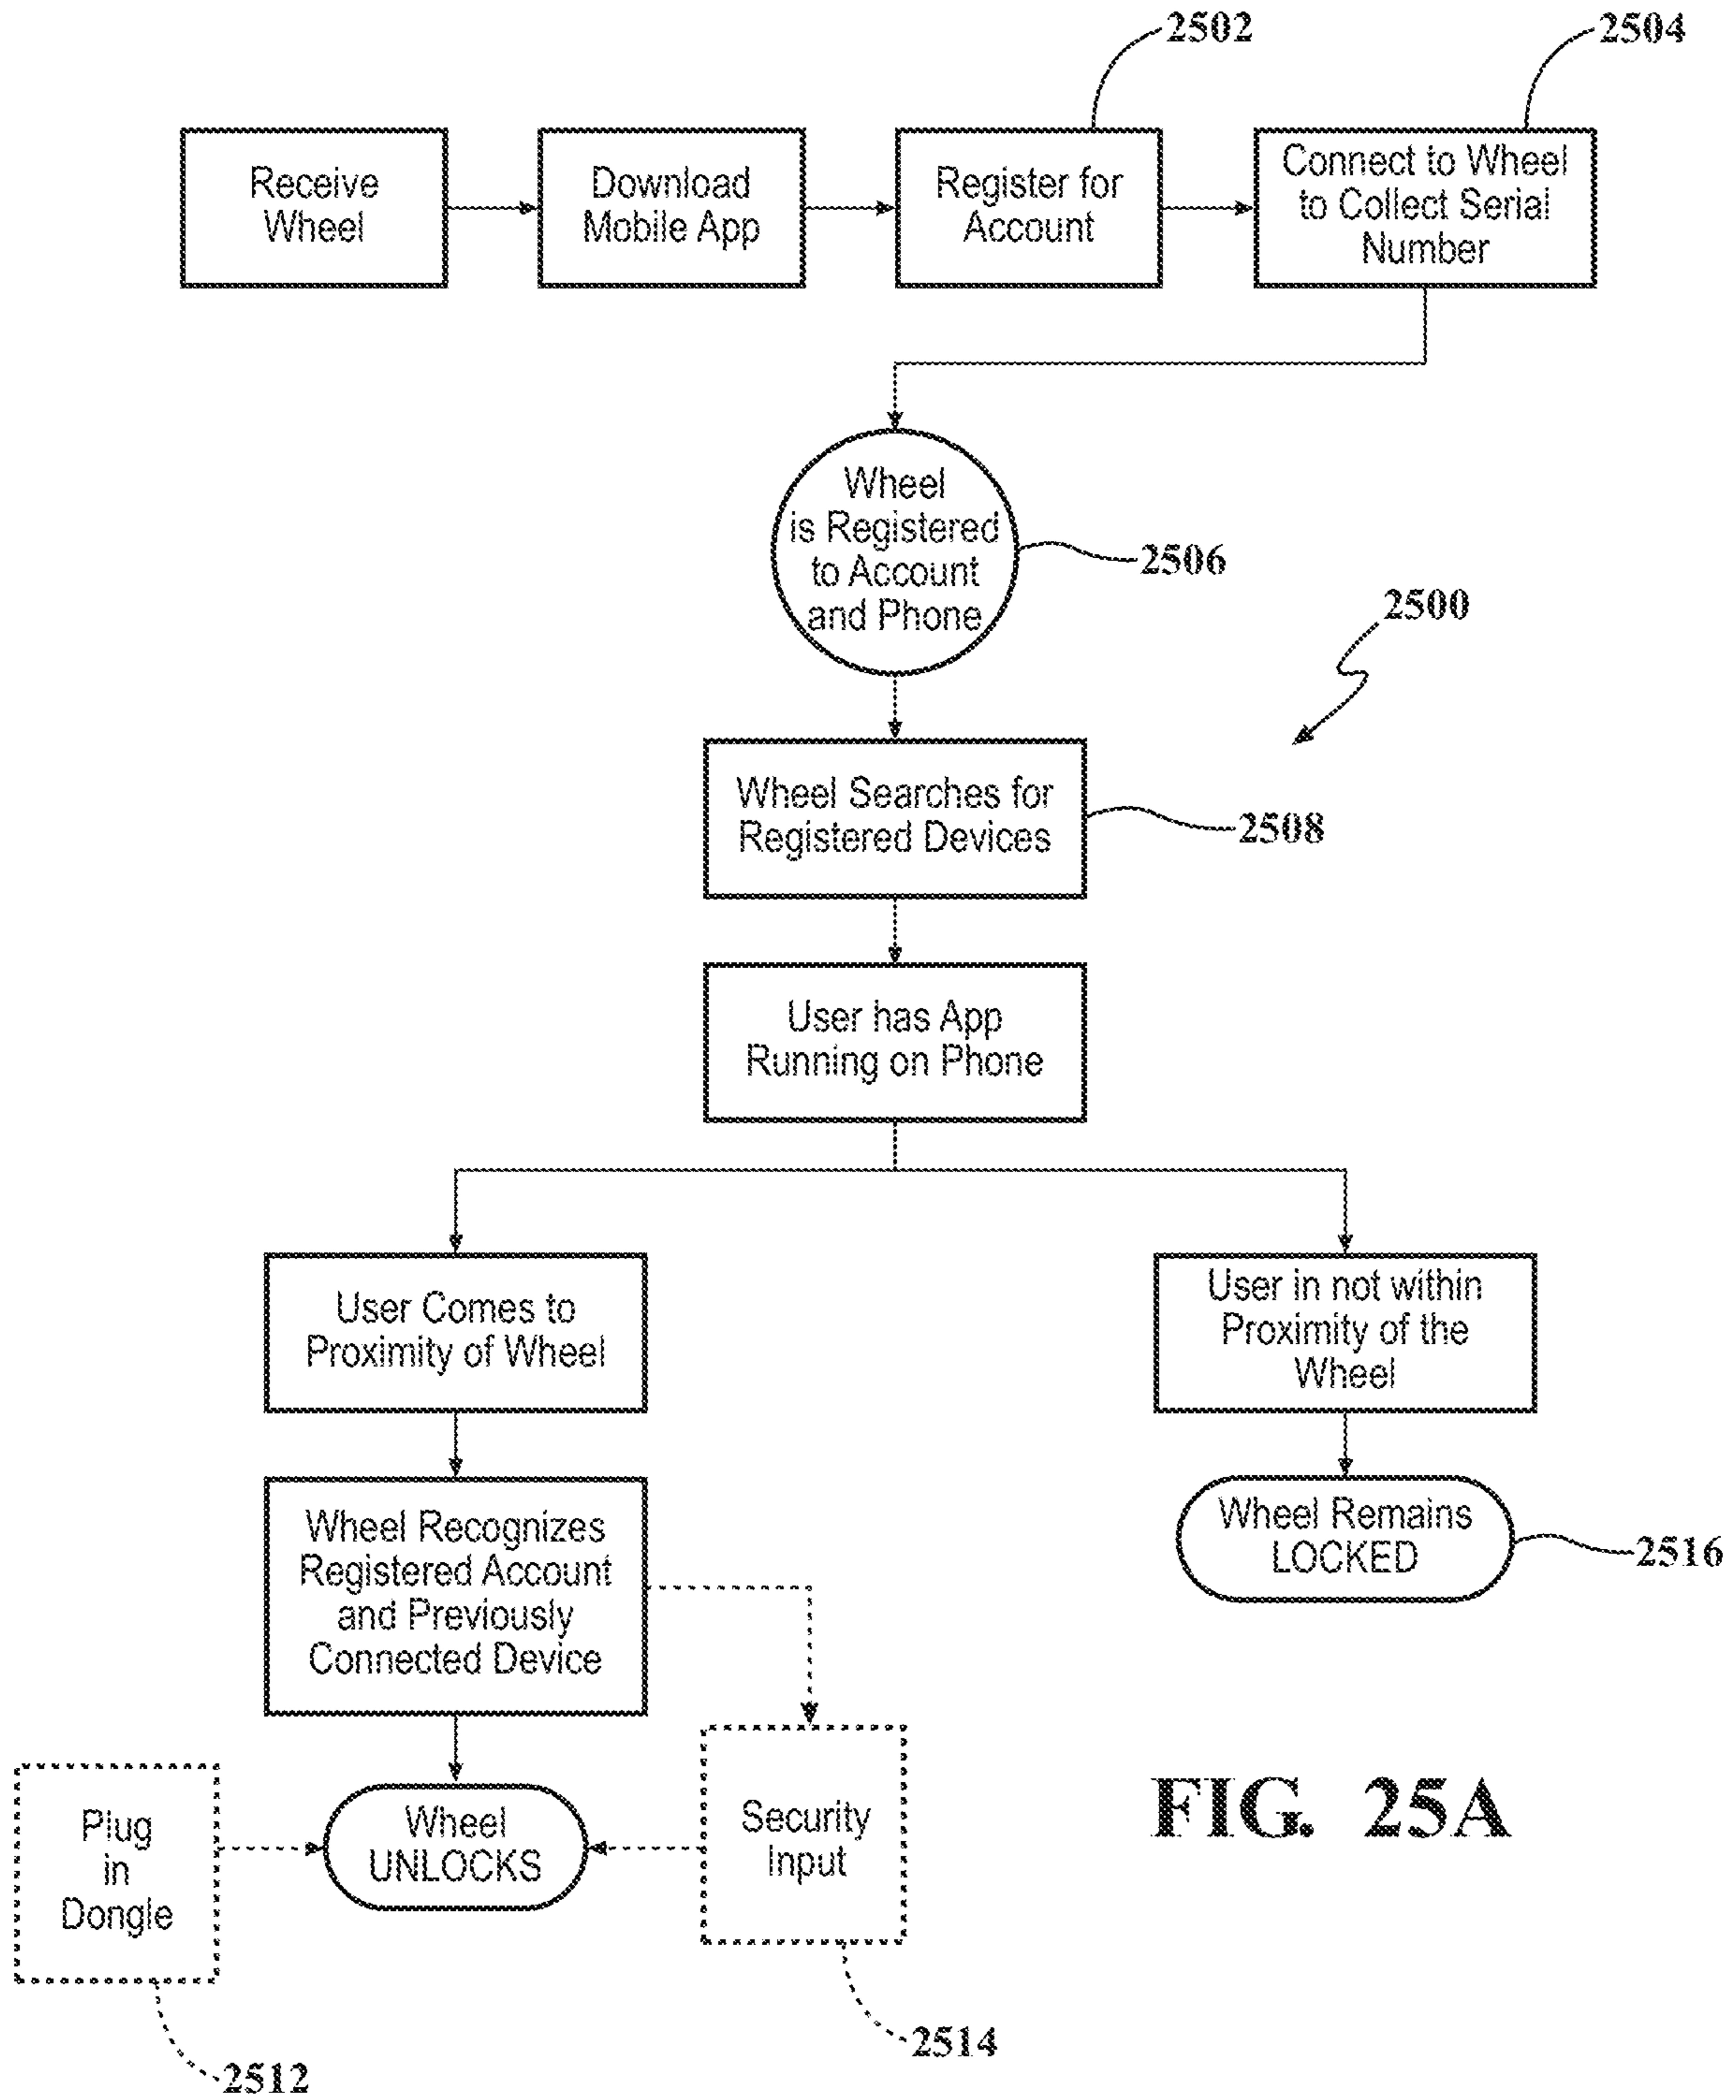 2502
2504
Receive
Wheel
Download
Mobile App
Register for
Account
Connect to Wheel
to Collect Serial
Number
Wheel
is Registered
to Account
and Phone
2506
2500
Wheel Searches for
Registered Devices
2508
User has App
Running on Phone
User Comes to
Proximity of Wheel
User in not within
Proximity of the
Wheel
Wheel Recognizes
Registered Account
and Previously
Connected Device
Wheel Remains
LOCKED
2516
Plug
in
Dongle
Wheel
UNLOCKS
Security
Input
FIG. 25A
2514
2512